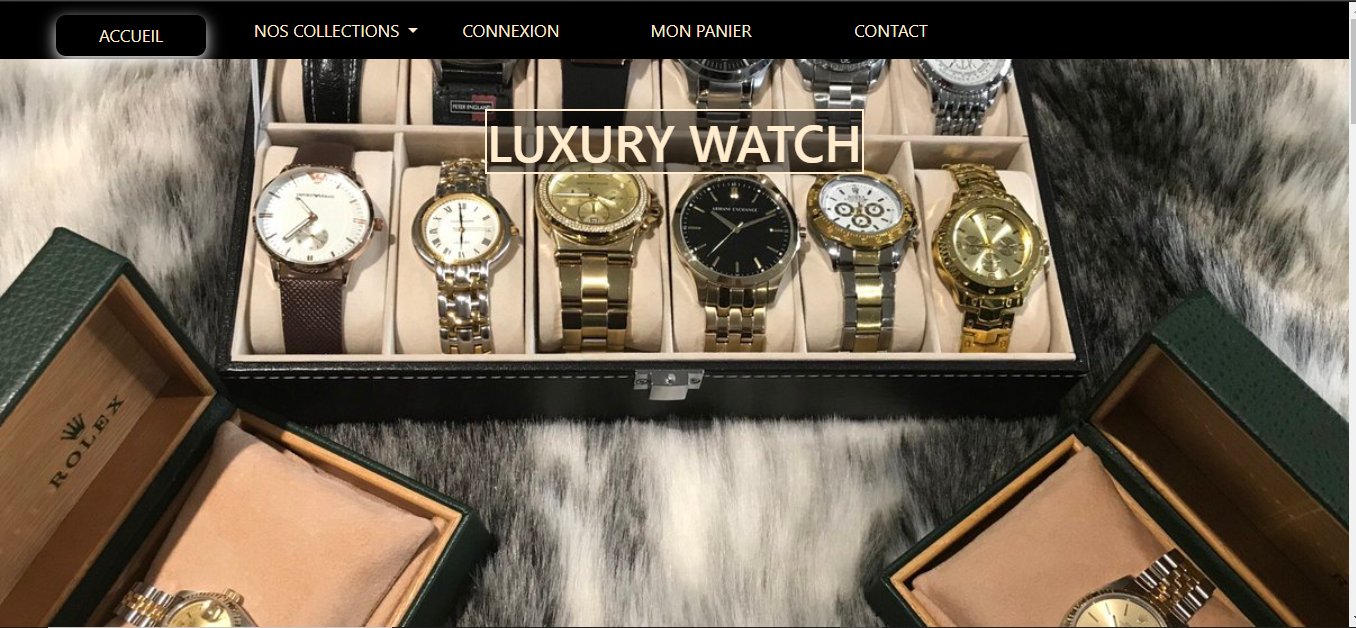 ACCUEIL
NOS COLLECTIONS
CONNEXION
MON PANIER
CONTACT
PETER ENGLAND
LUXURY WATCH
EMPORIO ARMANI
ARMANI EXCHANGE
ROLEX